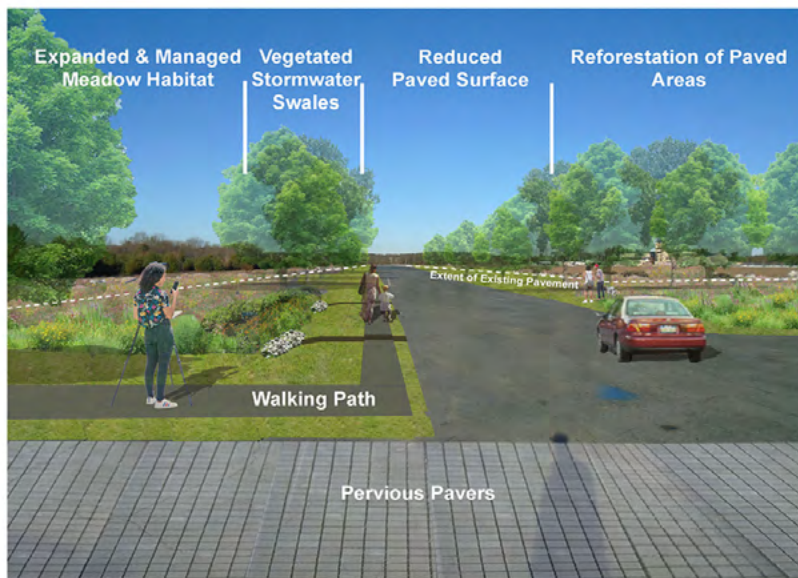 Expanded & Managed
Meadow Habitat
Vegetated
Stormwater
Swales
Reduced
Paved Surface
Reforestation of Paved
Areas
Extent of Existing Pavement
Walking Path
Pervious Pavers